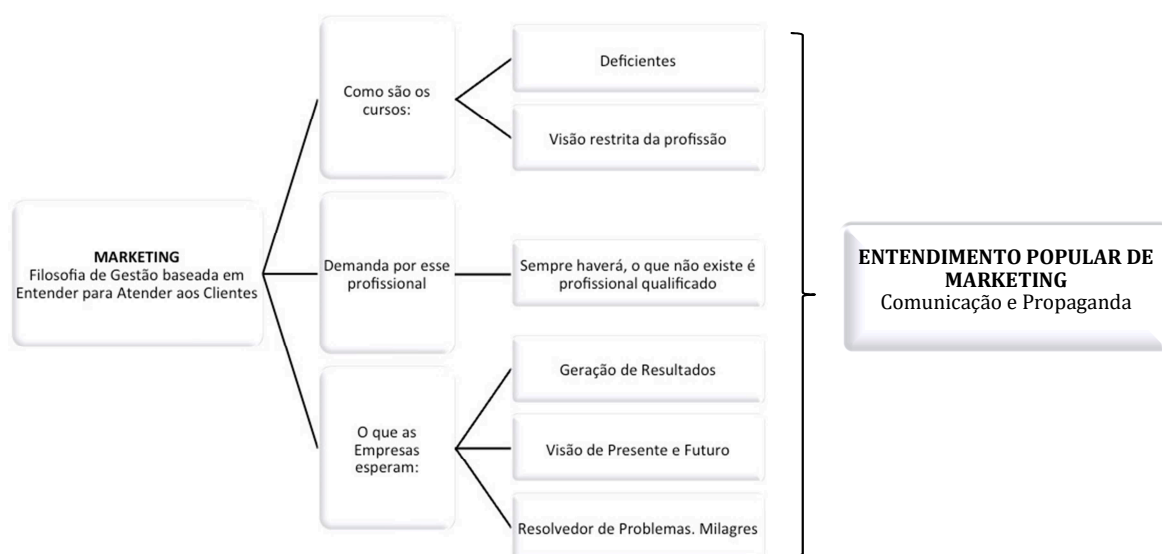 MARKETING
Filosofia de Gestão baseada em
Entender para Atender aos Clientes
Como são os
cursos:
Deficientes
Visão restrita da profissão
Demanda por esse
profissional
Sempre haverá, o que não existe é
profissional qualificado
O que as
Empresas
esperam:
Geração de Resultados
Visão de Presente e Futuro
Resolvedor de Problemas. Milagres
ENTENDIMENTO POPULAR DE
MARKETING
Comunicação e Propaganda